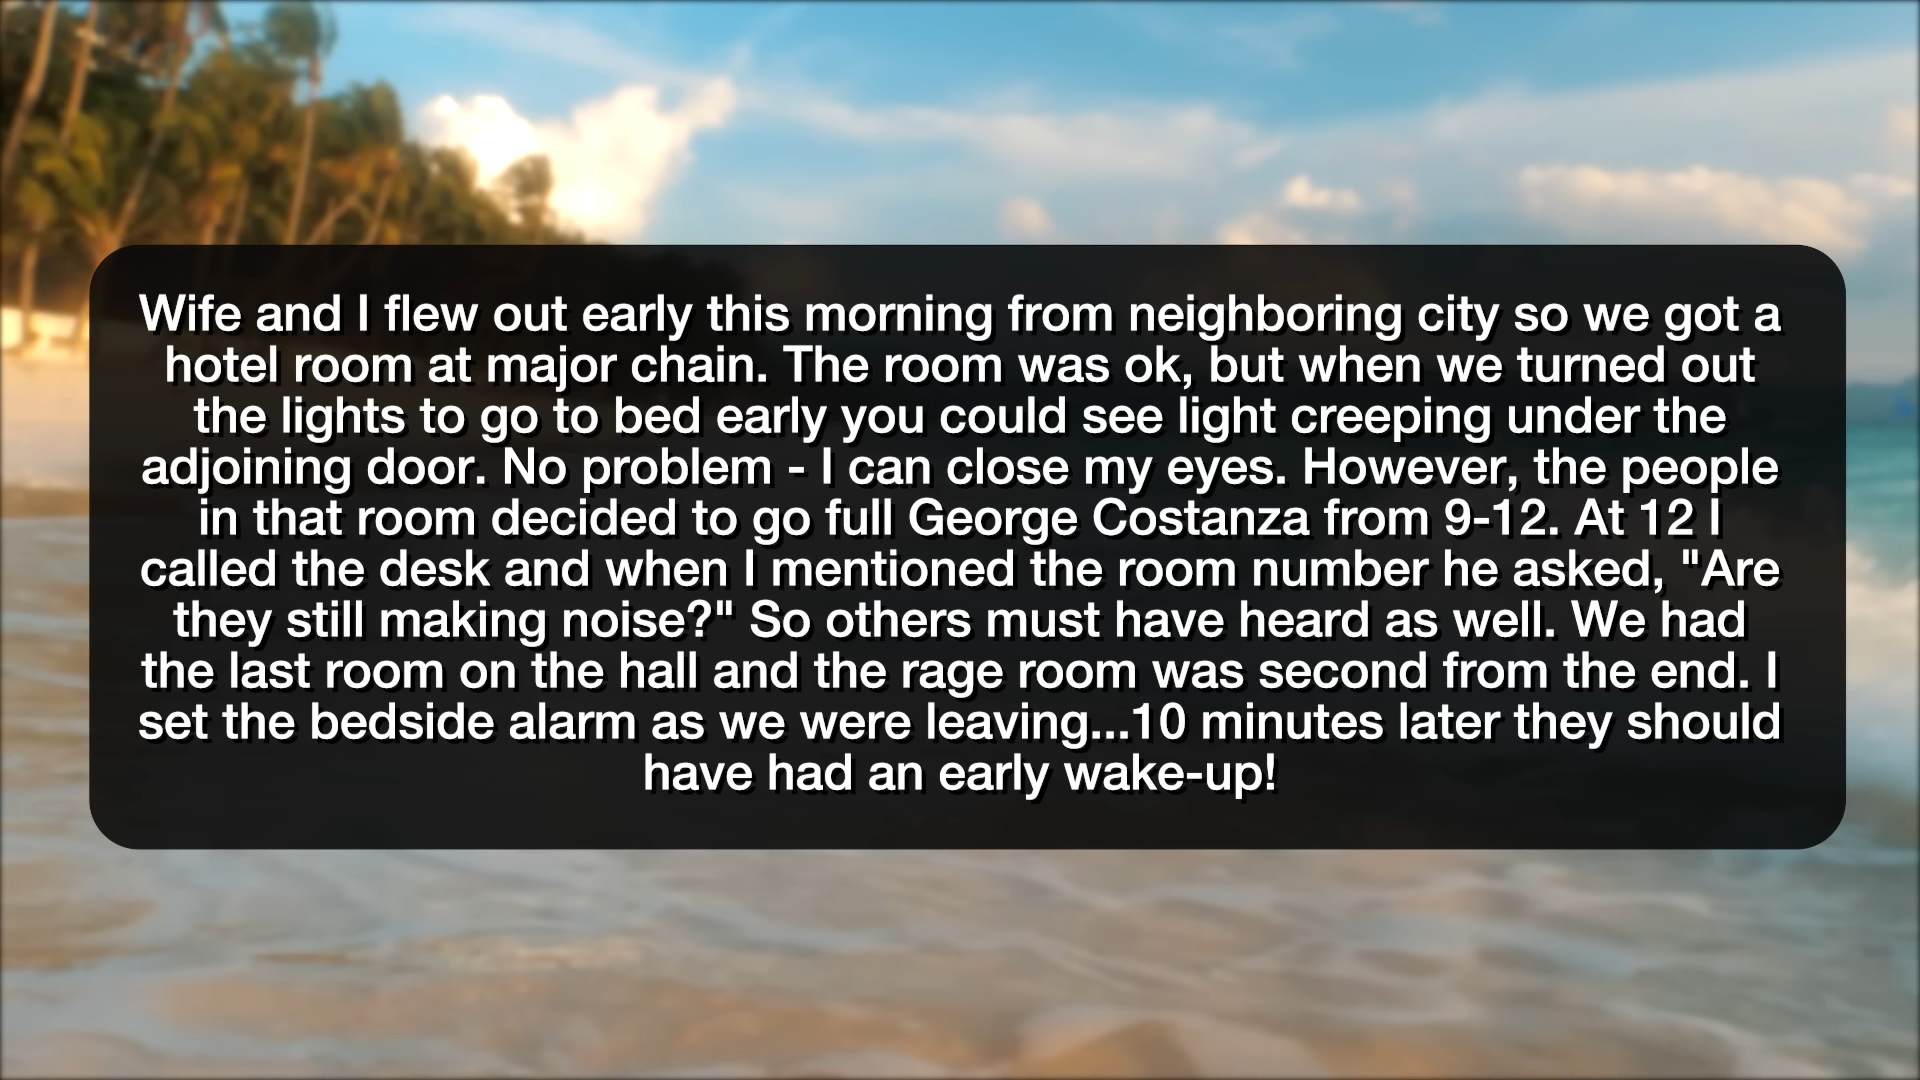 Wife and I flew out early this morning from neighboring city so we got a
hotel room at major chain. The room was ok, but when we turned out
the lights to go to bed early you could see light creeping under the
adjoining door. No problem - I can close my eyes. However, the people
in that room decided to go full George Costanza from 9-12. At 12 I
called the desk and when I mentioned the room number he asked, "Are
they still making noise?" So others must have heard as well. We had
the last room on the hall and the rage room was second from the end. I
set the bedside alarm as we were leaving...10 minutes later they should
have had an early wake-up!